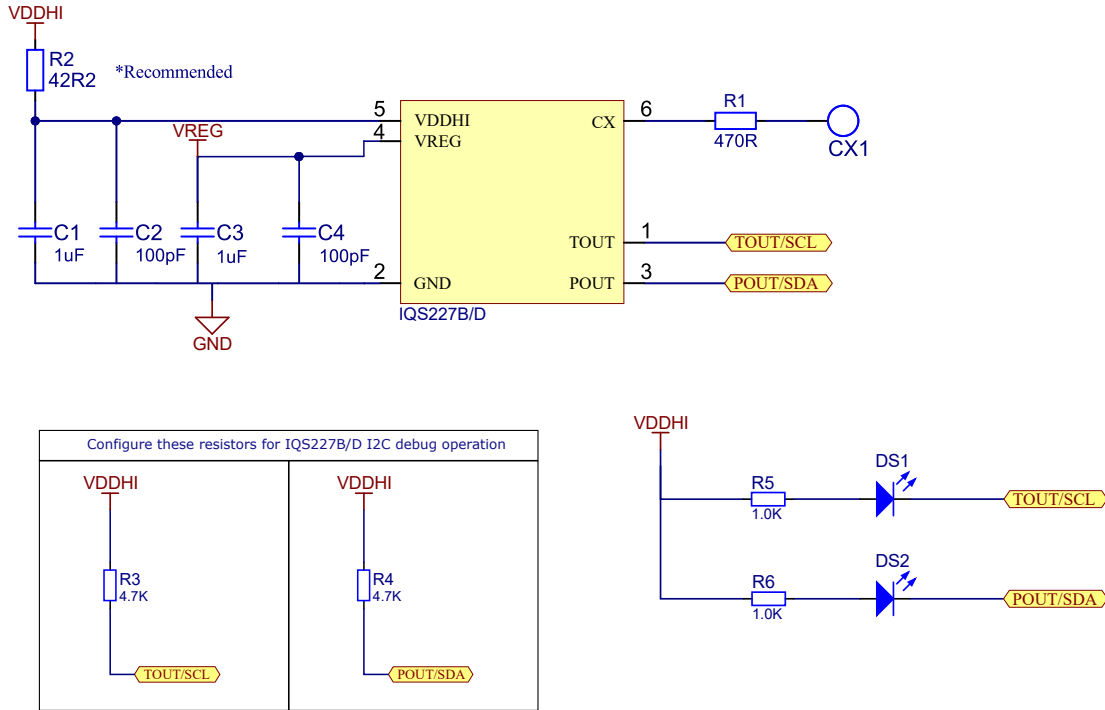 VDDHI
R2
42R2
*Recommended
VREG
5
4
VDDHI
VREG
CX
6
R1
470R
CX1
C1
1uF
C2
100pF
C3
1uF
C4
100pF
TOUT
1
TOUT/SCL
2
GND
POUT
3
POUT/SDA
IQS227B/D
GND
Configure these resistors for IQS227B/D I2C debug operation
VDDHI
R3
4.7K
TOUT/SCL
VDDHI
R4
4.7K
POUT/SDA
VDDHI
R5
1.0K
DS1
TOUT/SCL
R6
1.0K
DS2
POUT/SDA